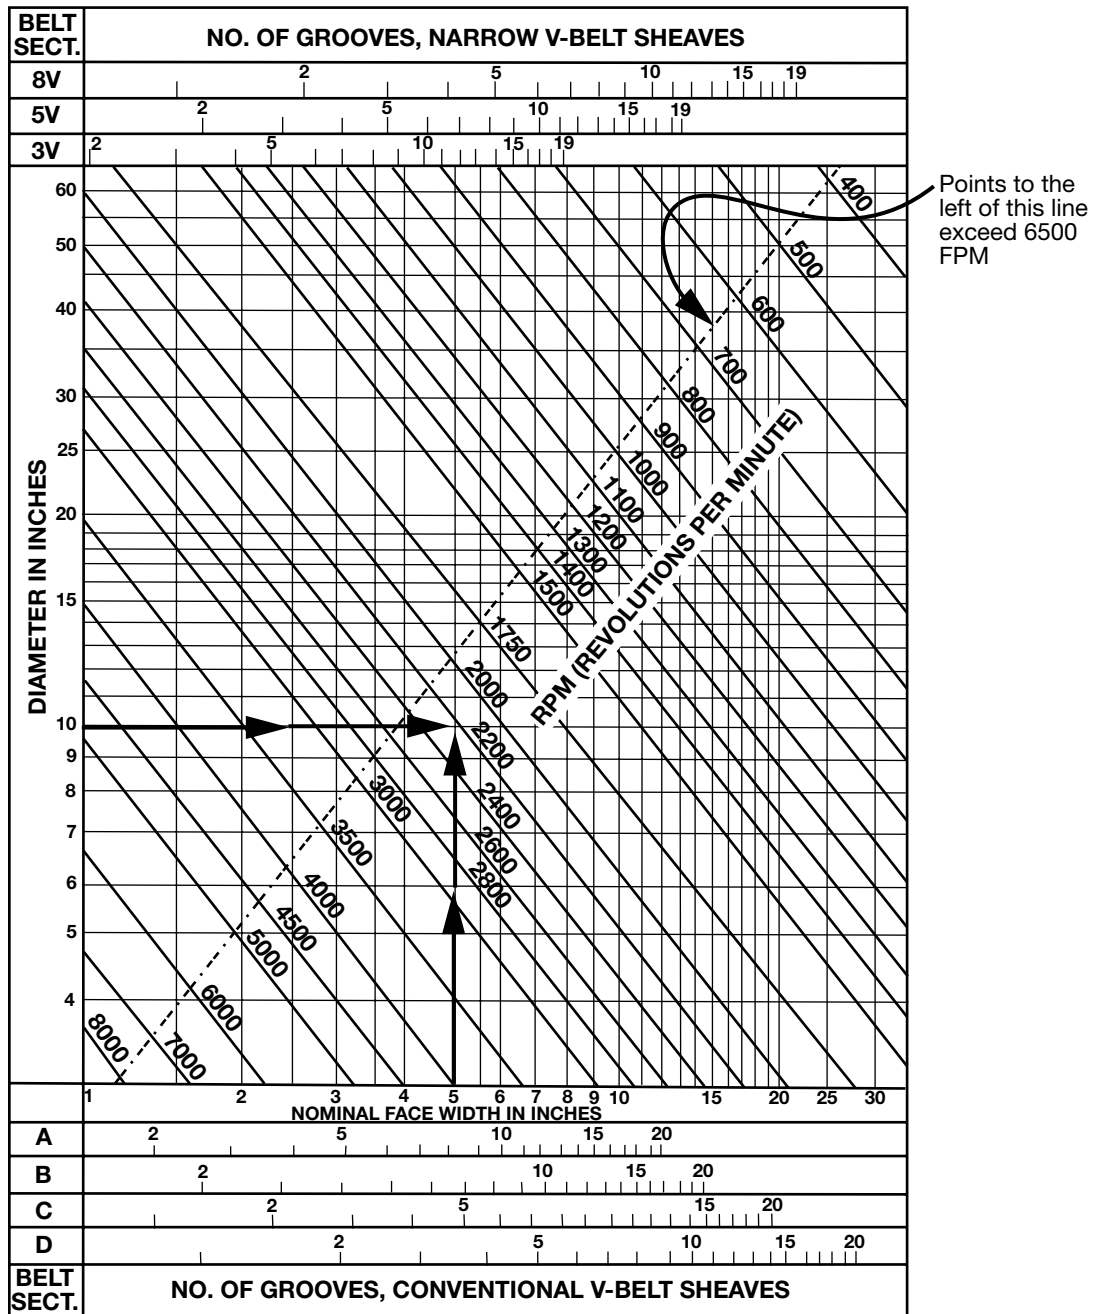 BELT
SECT.
NO. OF GROOVES, NARROW V-BELT SHEAVES
8V
2 5 10 15 19
5V
2 5 10 15 19
3V
2 5 10 15 19
Points to the
left of this line
exceed 6500
FPM
DIAMETER IN INCHES
60
50
40
30
25
20
15
10
9
8
7
6
5
4
400
500
600
700
800
900
1000
1100
1200
1300
1400
1500
1750
2000
2200
2400
2600
2800
3000
3500
4000
4500
5000
6000
7000
8000
RPM (REVOLUTIONS PER MINUTE)
1 2 3 4 5 6 7 8 9 10 15 20 25 30
NOMINAL FACE WIDTH IN INCHES
A
2 5 10 15 20
B
2 5 10 15 20
C
2 5 15 20
D
2 5 10 15 20
BELT
SECT.
NO. OF GROOVES, CONVENTIONAL V-BELT SHEAVES